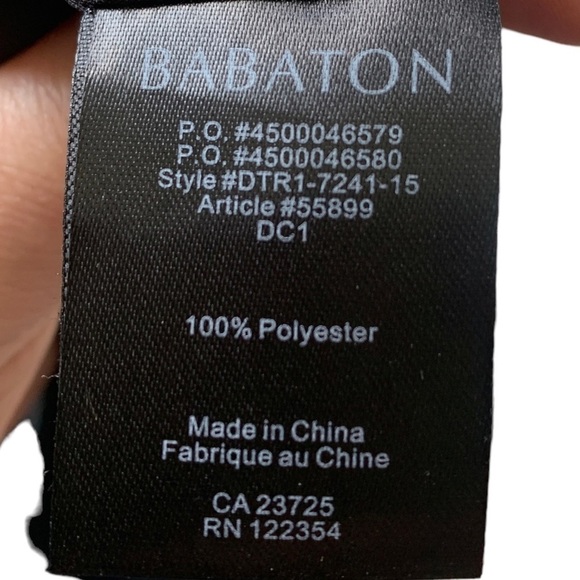 BABATON
P.O. #4500046579
P.O. #4500046580
Style #DTR1-7241-15
Article #55899
DC1
100% Polyester
Made in China
Fabrique au Chine
CA 23725
RN 122354